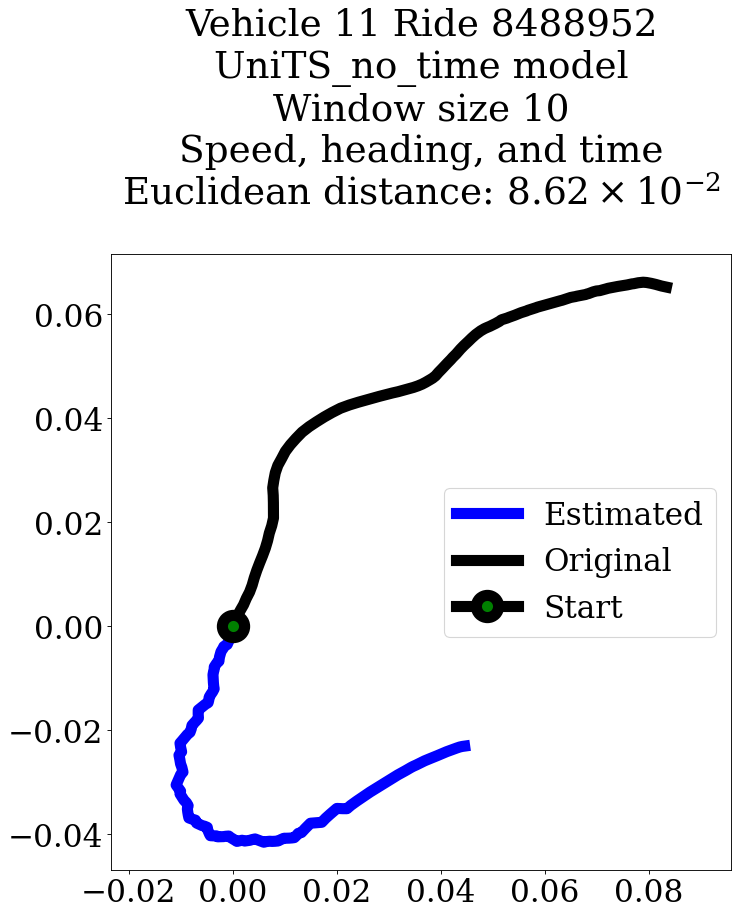 Vehicle 11 Ride 8488952
UniTS_no_time model
Window size 10
Speed, heading, and time
Euclidean distance: 8.62 × 10⁻²
0.06
0.04
0.02
0.00
−0.02
−0.04
Estimated
Original
Start
−0.02 0.00 0.02 0.04 0.06 0.08